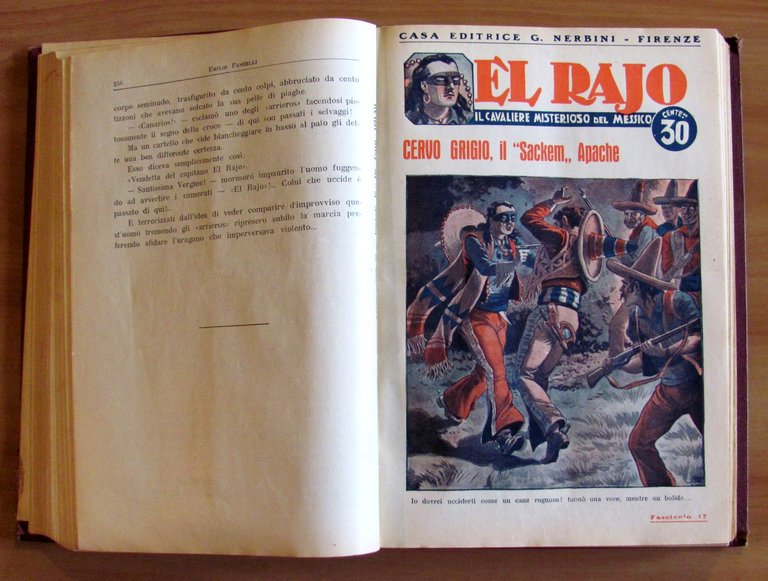 256
EMILIO FANCELLI
corpo seminudo, trasfigurato da cento colpi, abbruciato da cento
tizzoni che avevano solcato la sua pelle di piaghe.
— «Canarios!» — esclamò uno degli «arrieros» facendosi pie-
tosamente il segno della croce — di qui son passati i selvaggi!
Ma un cartello che vide biancheggiare in basso al palo gli det-
te una ben differente certezza.
Esso diceva semplicemente così:
«Vendetta del capitano El Rajo».
— Santissima Vergine! — mormorò impaurito l'uomo fuggen-
do ad avvertire i camerati — «El Rajo»!.. Colui che uccide è
passato di qui!..
E terrorizzati dall'idea di veder comparire d'improvviso que-
st'uomo tremendo gli «arrieros» ripresero subito la marcia pre-
ferendo sfidare l'uragano che imperversava violento...
CASA EDITRICE G. NERBINI - FIRENZE
ÈL RAJO
IL CAVALIERE MISTERIOSO DEL MESSICO
CENTE.MI
30
CERVO GRIGIO, il "Sackem„ Apache
Io dovrei ucciderti come un cane rognoso! tuonò una voce, mentre un bolide....
Fascicolo 17